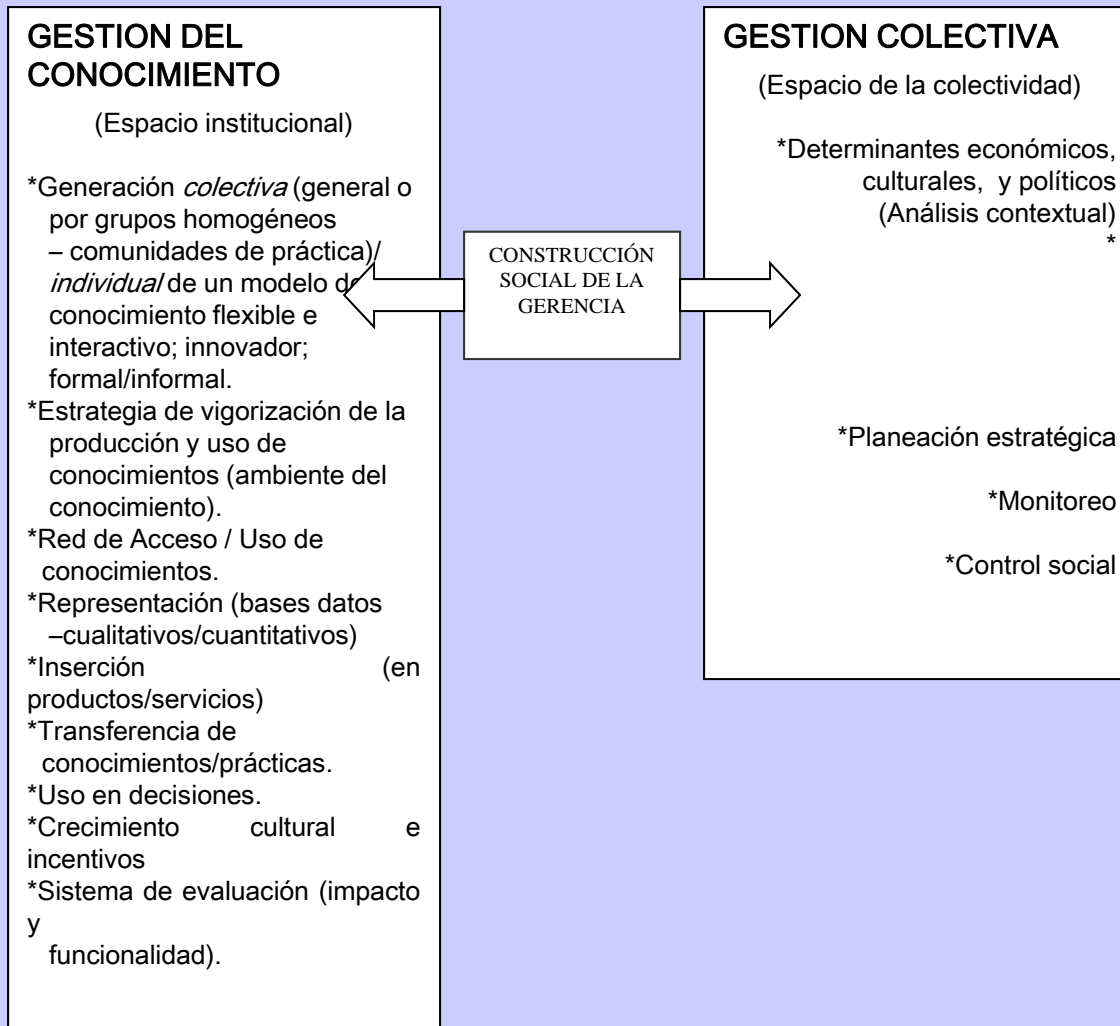 GESTION DEL
CONOCIMIENTO
(Espacio institucional)
*Generación colectiva (general o
por grupos homogéneos
– comunidades de práctica)/
individual de un modelo de
conocimiento flexible e
interactivo; innovador;
formal/informal.
*Estrategia de vigorización de la
producción y uso de
conocimientos (ambiente del
conocimiento).
*Red de Acceso / Uso de
conocimientos.
*Representación (bases datos
–cualitativos/cuantitativos)
*Inserción (en
productos/servicios)
*Transferencia de
conocimientos/prácticas.
*Uso en decisiones.
*Crecimiento cultural e
incentivos
*Sistema de evaluación (impacto
y
funcionalidad).
CONSTRUCCIÓN
SOCIAL DE LA
GERENCIA
GESTION COLECTIVA
(Espacio de la colectividad)
*Determinantes económicos,
culturales, y políticos
(Análisis contextual)
*
*Planeación estratégica
*Monitoreo
*Control social